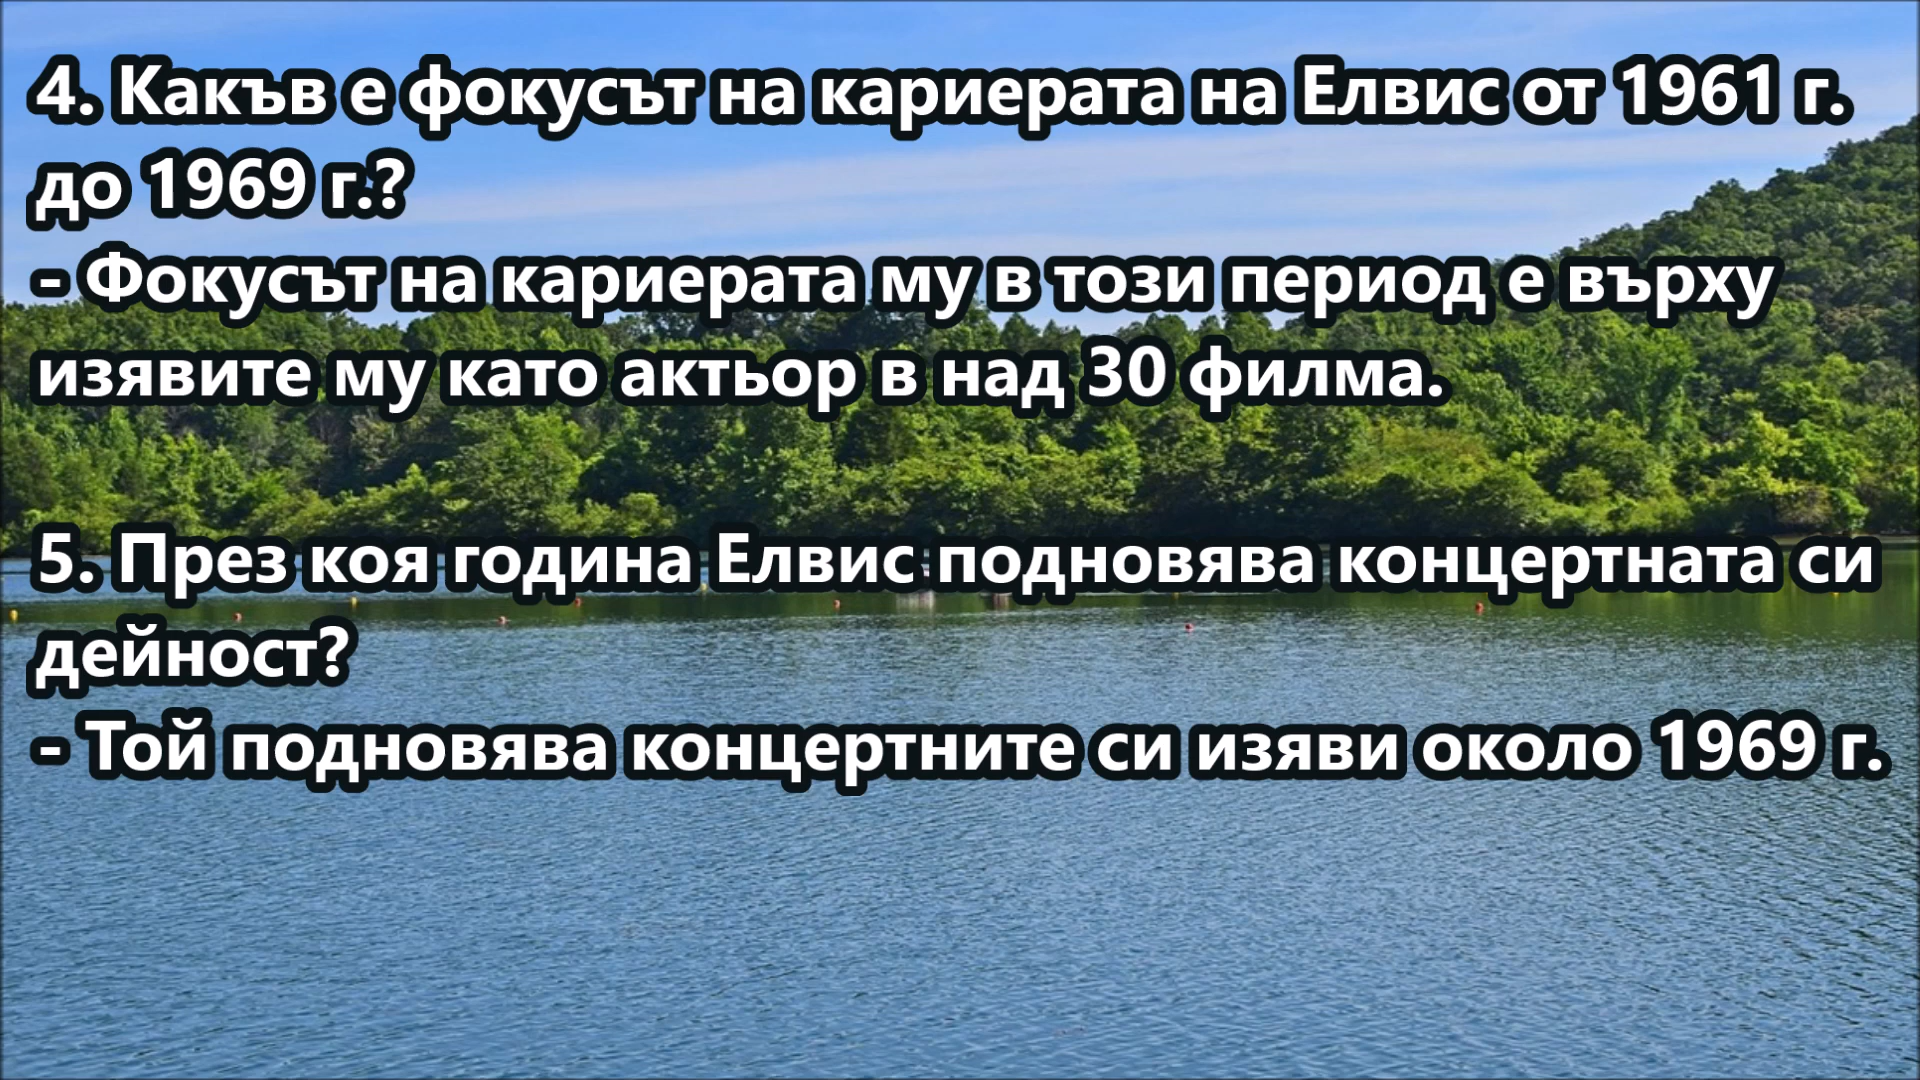 4. Какъв е фокусът на кариерата на Елвис от 1961 г.
до 1969 г.?
- Фокусът на кариерата му в този период е върху
изявите му като актьор в над 30 филма.
5. През коя година Елвис подновява концертната си
дейност?
- Той подновява концертните си изяви около 1969 г.